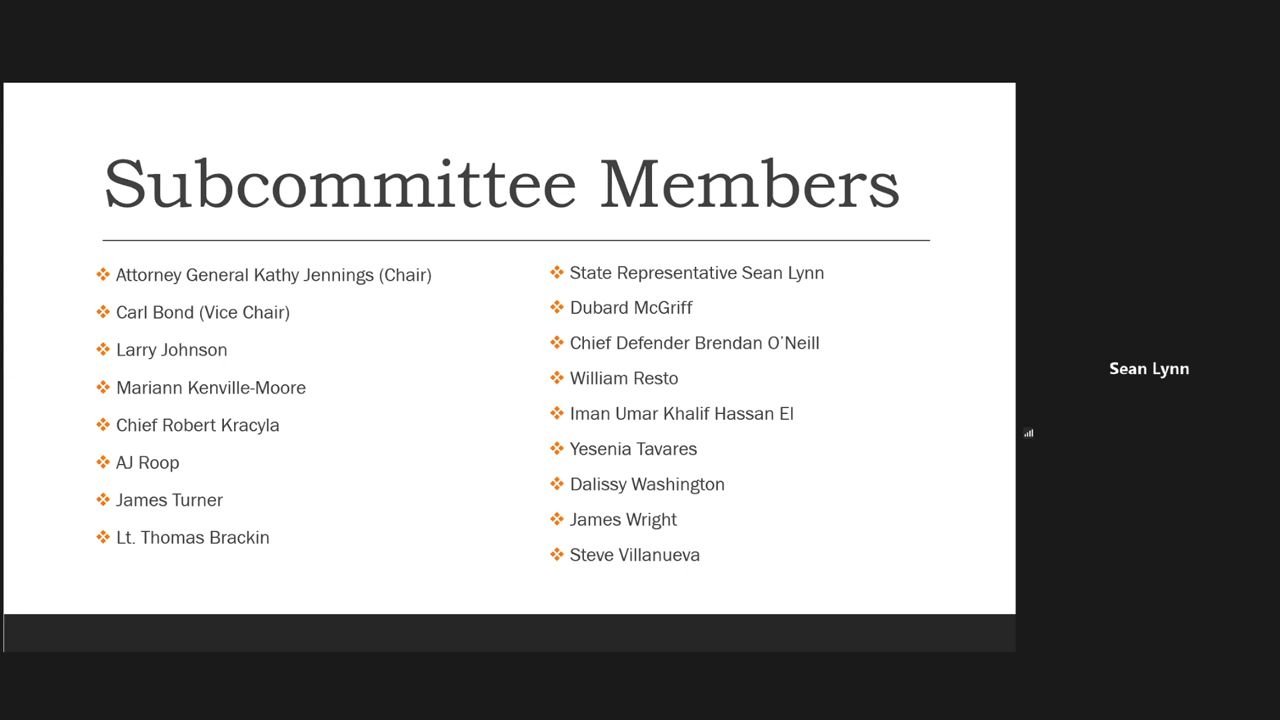 Subcommittee Members
Attorney General Kathy Jennings (Chair)
Carl Bond (Vice Chair)
Larry Johnson
Mariann Kenville-Moore
Chief Robert Kracyla
AJ Roop
James Turner
Lt. Thomas Brackin
State Representative Sean Lynn
Dubard McGriff
Chief Defender Brendan O’Neill
William Resto
Iman Umar Khalif Hassan El
Yesenia Tavares
Dalissy Washington
James Wright
Steve Villanueva
Sean Lynn